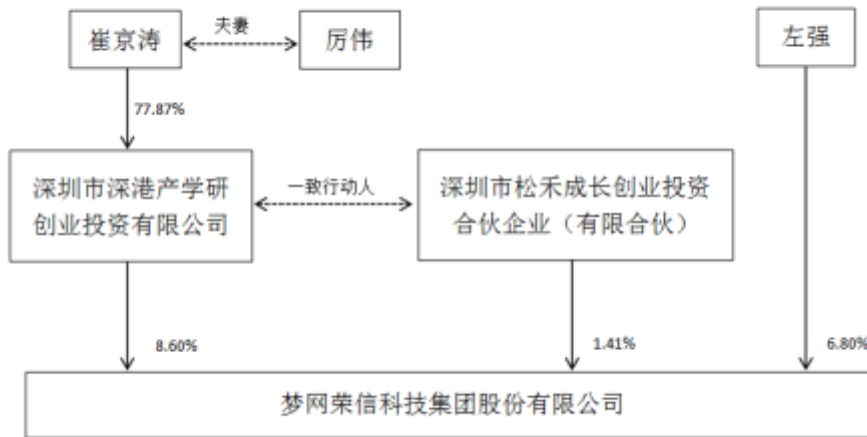 崔京涛
夫妻
厉伟
左强
77.87%
深圳市深港产学研
创业投资有限公司
一致行动人
深圳市松禾成长创业投资
合伙企业（有限合伙）
8.60%
1.41%
6.80%
梦网荣信科技集团股份有限公司